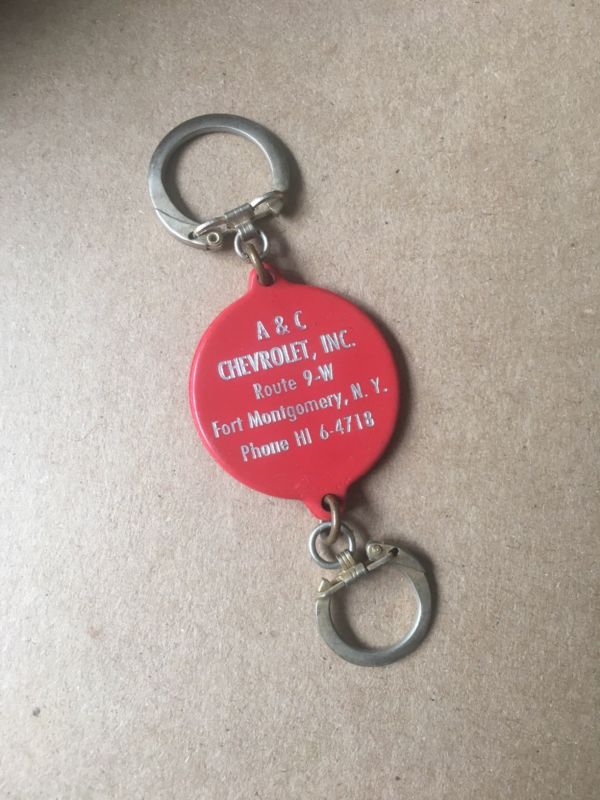 A & C
CHEVROLET, INC.
Route 9-W
Fort Montgomery, N. Y.
Phone HI 6-4718